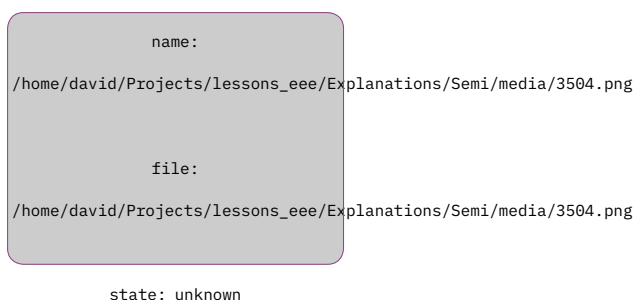 name:
/home/david/Projects/lessons_eee/Explanations/Semi/media/3504.png
file:
/home/david/Projects/lessons_eee/Explanations/Semi/media/3504.png
state: unknown